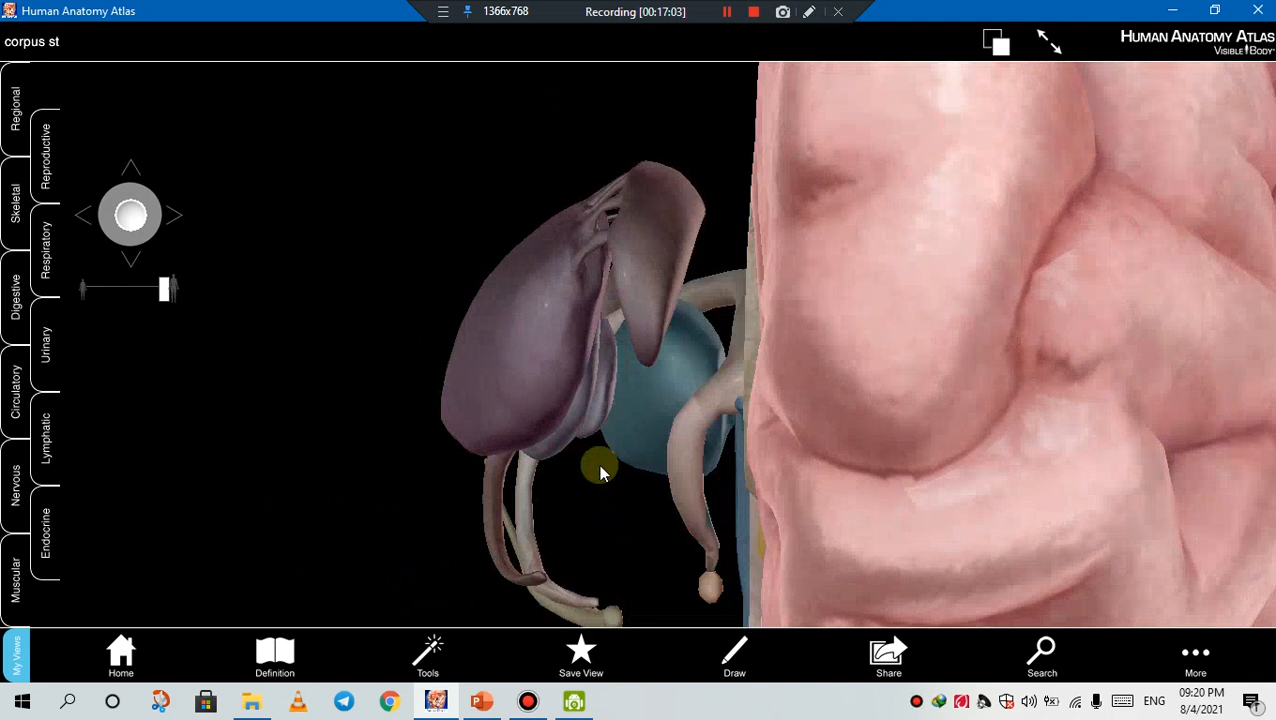 Human Anatomy Atlas
1366x768
Recording [00:17:03]
corpus st
HUMAN ANATOMY ATLAS
VISIBLE BODY
Regional
Skeletal
Digestive
Circulatory
Nervous
Muscular
My Views
Reproductive
Respiratory
Urinary
Lymphatic
Endocrine
Home
Definition
Tools
Save View
Draw
Share
Search
More
ENG
09:20 PM
8/4/2021